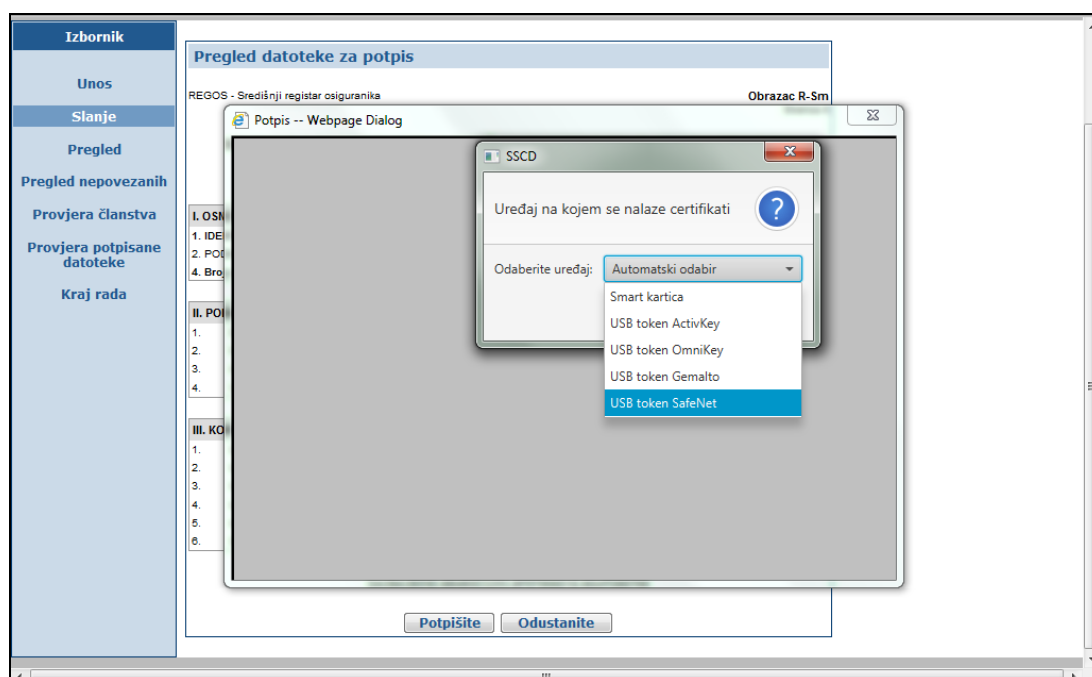 Izbornik
Unos
Slanje
Pregled
Pregled nepovezanih
Provjera članstva
Provjera potpisane
datoteke
Kraj rada
Pregled datoteke za potpis
REGOS - Središnji registar osiguranika
Obrazac R-Sm
I. OSN
1. IDE
2. POD
4. Broj
II. POD
1.
2.
3.
4.
III. KO
1.
2.
3.
4.
5.
6.
Potpis -- Webpage Dialog
SSCD
Uređaj na kojem se nalaze certifikati
Odaberite uređaj:
Automatski odabir
Smart kartica
USB token ActivKey
USB token OmniKey
USB token Gemalto
USB token SafeNet
Potpišite
Odustanite